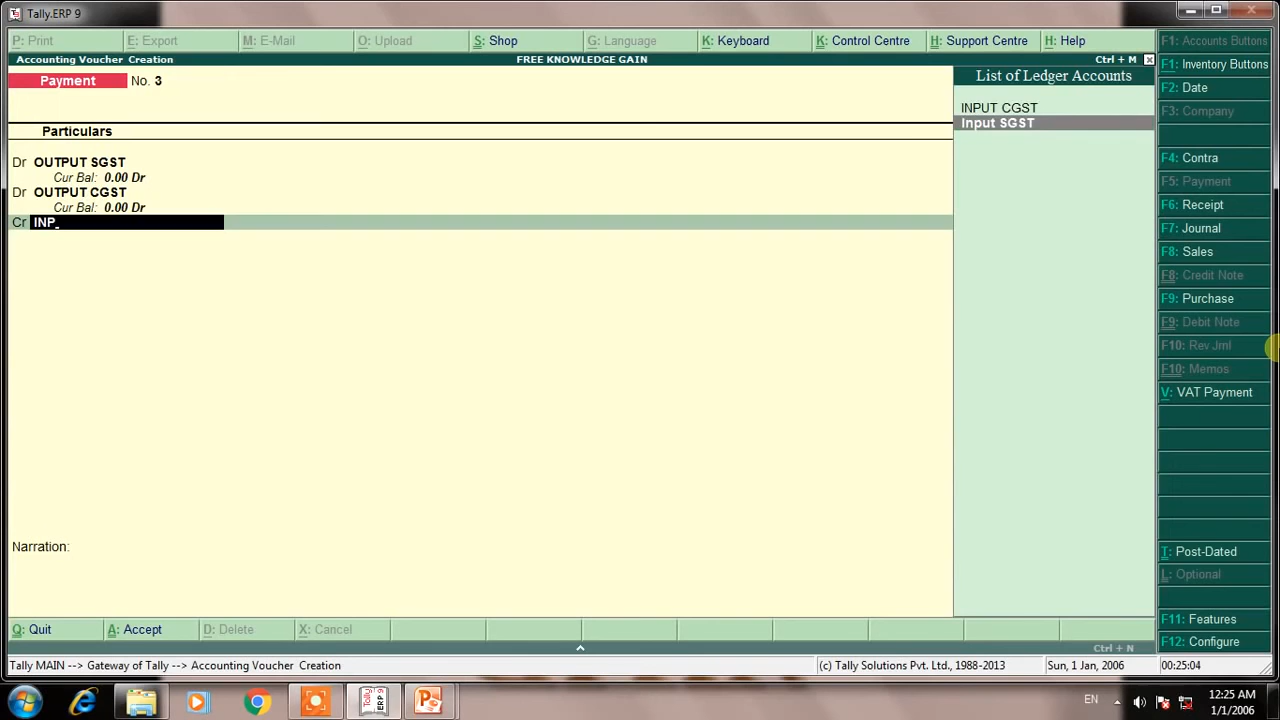 Tally.ERP 9
P: Print
E: Export
M: E-Mail
O: Upload
S: Shop
G: Language
K: Keyboard
K: Control Centre
H: Support Centre
H: Help
Accounting Voucher Creation
FREE KNOWLEDGE GAIN
Ctrl + M
Payment No. 3
Particulars
Dr OUTPUT SGST
Cur Bal: 0.00 Dr
Dr OUTPUT CGST
Cur Bal: 0.00 Dr
Cr INP
Narration:
List of Ledger Accounts
INPUT CGST
Input SGST
F1: Accounts Buttons
F1: Inventory Buttons
F2: Date
F3: Company
F4: Contra
F5: Payment
F6: Receipt
F7: Journal
F8: Sales
F8: Credit Note
F9: Purchase
F9: Debit Note
F10: Rev Jrnl
F10: Memos
V: VAT Payment
T: Post-Dated
L: Optional
F11: Features
F12: Configure
Q: Quit
A: Accept
D: Delete
X: Cancel
Ctrl + N
Tally MAIN --> Gateway of Tally --> Accounting Voucher Creation
(c) Tally Solutions Pvt. Ltd., 1988-2013
Sun, 1 Jan, 2006
00:25:04
Tally ERP 9
EN
12:25 AM
1/1/2006